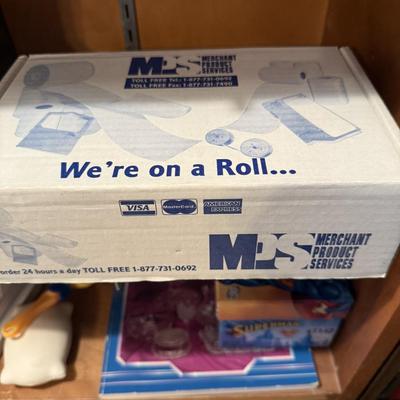 MPS MERCHANT
PRODUCT
SERVICES
TOLL FREE Tel: 1-877-731-0692
TOLL FREE Fax: 1-877-731-7490
We're on a Roll...
VISA MasterCard AMERICAN EXPRESS
MPS MERCHANT
PRODUCT
SERVICES
order 24 hours a day TOLL FREE 1-877-731-0692
SUPERMAN